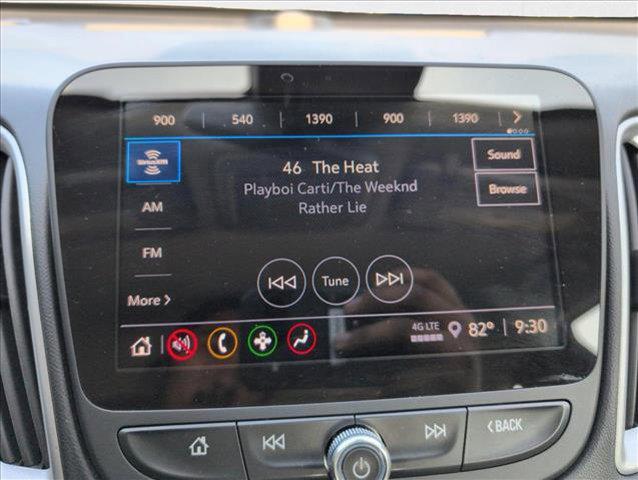 900 540 1390 900 1390 >
SiriusXM
46 The Heat
Playboi Carti/The Weeknd
Rather Lie
Sound
Browse
AM
FM
More >
Tune
4G LTE 82° 9:30
< BACK